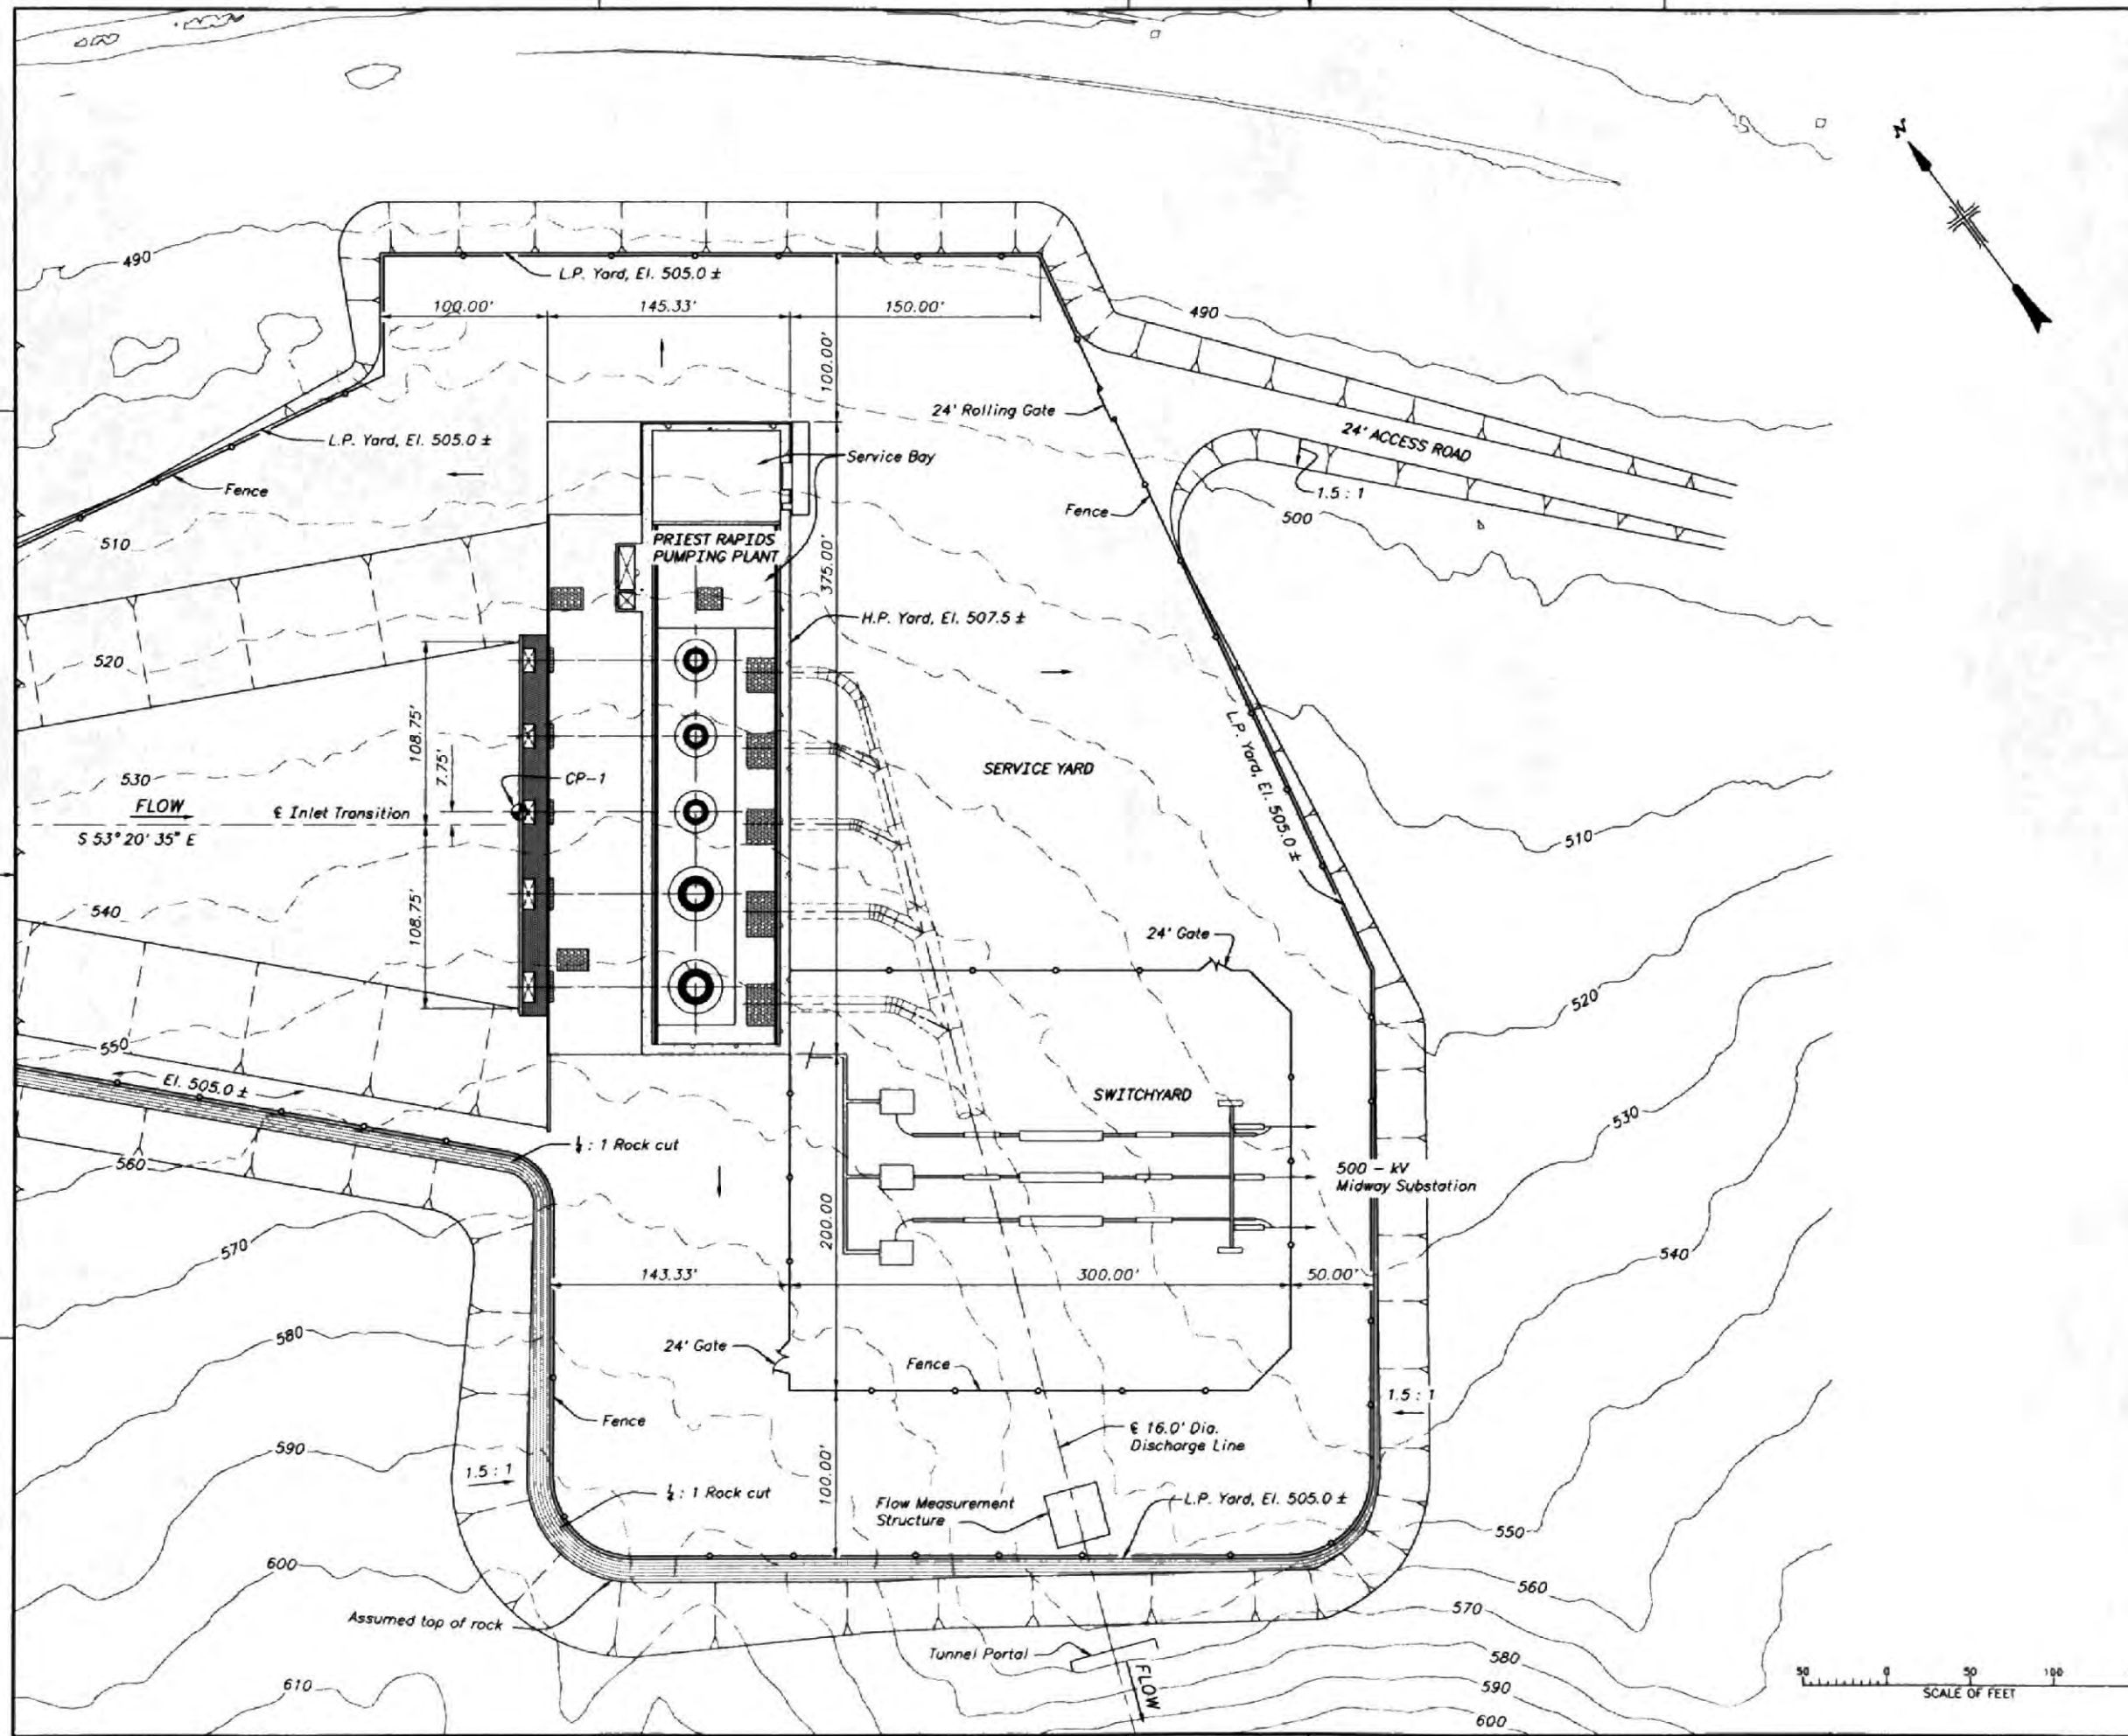 N
490
L.P. Yard, El. 505.0 ±
100.00'
145.33'
150.00'
490
100.00'
24' Rolling Gate
24' ACCESS ROAD
L.P. Yard, El. 505.0 ±
Service Bay
Fence
1.5 : 1
Fence
500
510
PRIEST RAPIDS
PUMPING PLANT
375.00'
H.P. Yard, El. 507.5 ±
520
108.75'
7.75'
SERVICE YARD
L.P. Yard, El. 505.0 ±
530
CP-1
FLOW
℄ Inlet Transition
S 53° 20' 35" E
510
540
108.75'
24' Gate
520
550
El. 505.0 ±
SWITCHYARD
530
560
1/2 : 1 Rock cut
500 - kV
Midway Substation
570
200.00
540
143.33'
300.00'
50.00'
580
24' Gate
Fence
1.5 : 1
Fence
℄ 16.0' Dia.
Discharge Line
590
1.5 : 1
100.00'
1/2 : 1 Rock cut
Flow Measurement
Structure
L.P. Yard, El. 505.0 ±
550
600
560
570
Assumed top of rock
Tunnel Portal
580
FLOW
610
590
600
50 0 50 100
SCALE OF FEET